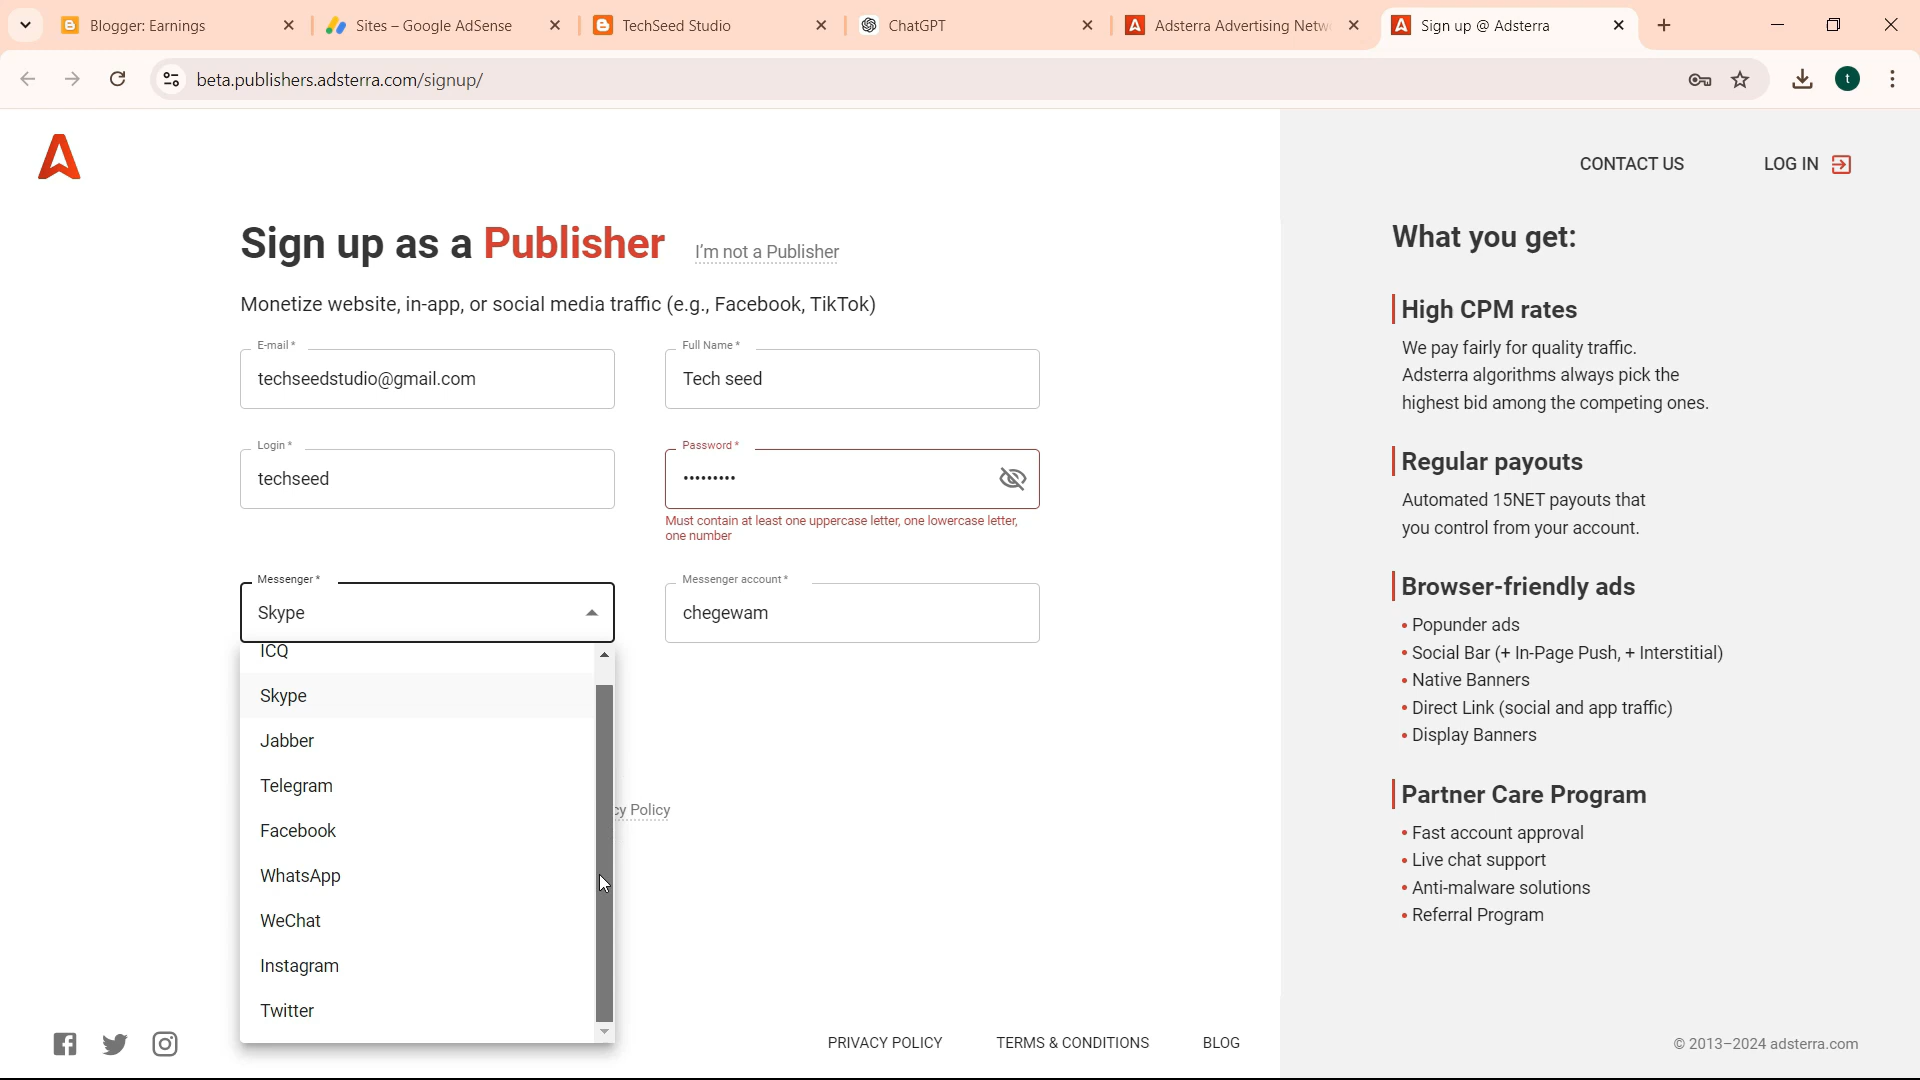 Blogger: Earnings
Sites – Google AdSense
TechSeed Studio
ChatGPT
Adsterra Advertising Netw
Sign up @ Adsterra
beta.publishers.adsterra.com/signup/
t
CONTACT US
LOG IN
Sign up as a Publisher
I'm not a Publisher
Monetize website, in-app, or social media traffic (e.g., Facebook, TikTok)
E-mail *
techseedstudio@gmail.com
Full Name *
Tech seed
Login *
techseed
Password *
•••••••••
Must contain at least one uppercase letter, one lowercase letter,
one number
Messenger *
Skype
Messenger account *
chegewam
ICQ
Skype
Jabber
Telegram
Facebook
WhatsApp
WeChat
Instagram
Twitter
cy Policy
What you get:
High CPM rates
We pay fairly for quality traffic.
Adsterra algorithms always pick the
highest bid among the competing ones.
Regular payouts
Automated 15NET payouts that
you control from your account.
Browser-friendly ads
• Popunder ads
• Social Bar (+ In-Page Push, + Interstitial)
• Native Banners
• Direct Link (social and app traffic)
• Display Banners
Partner Care Program
• Fast account approval
• Live chat support
• Anti-malware solutions
• Referral Program
PRIVACY POLICY
TERMS & CONDITIONS
BLOG
© 2013–2024 adsterra.com